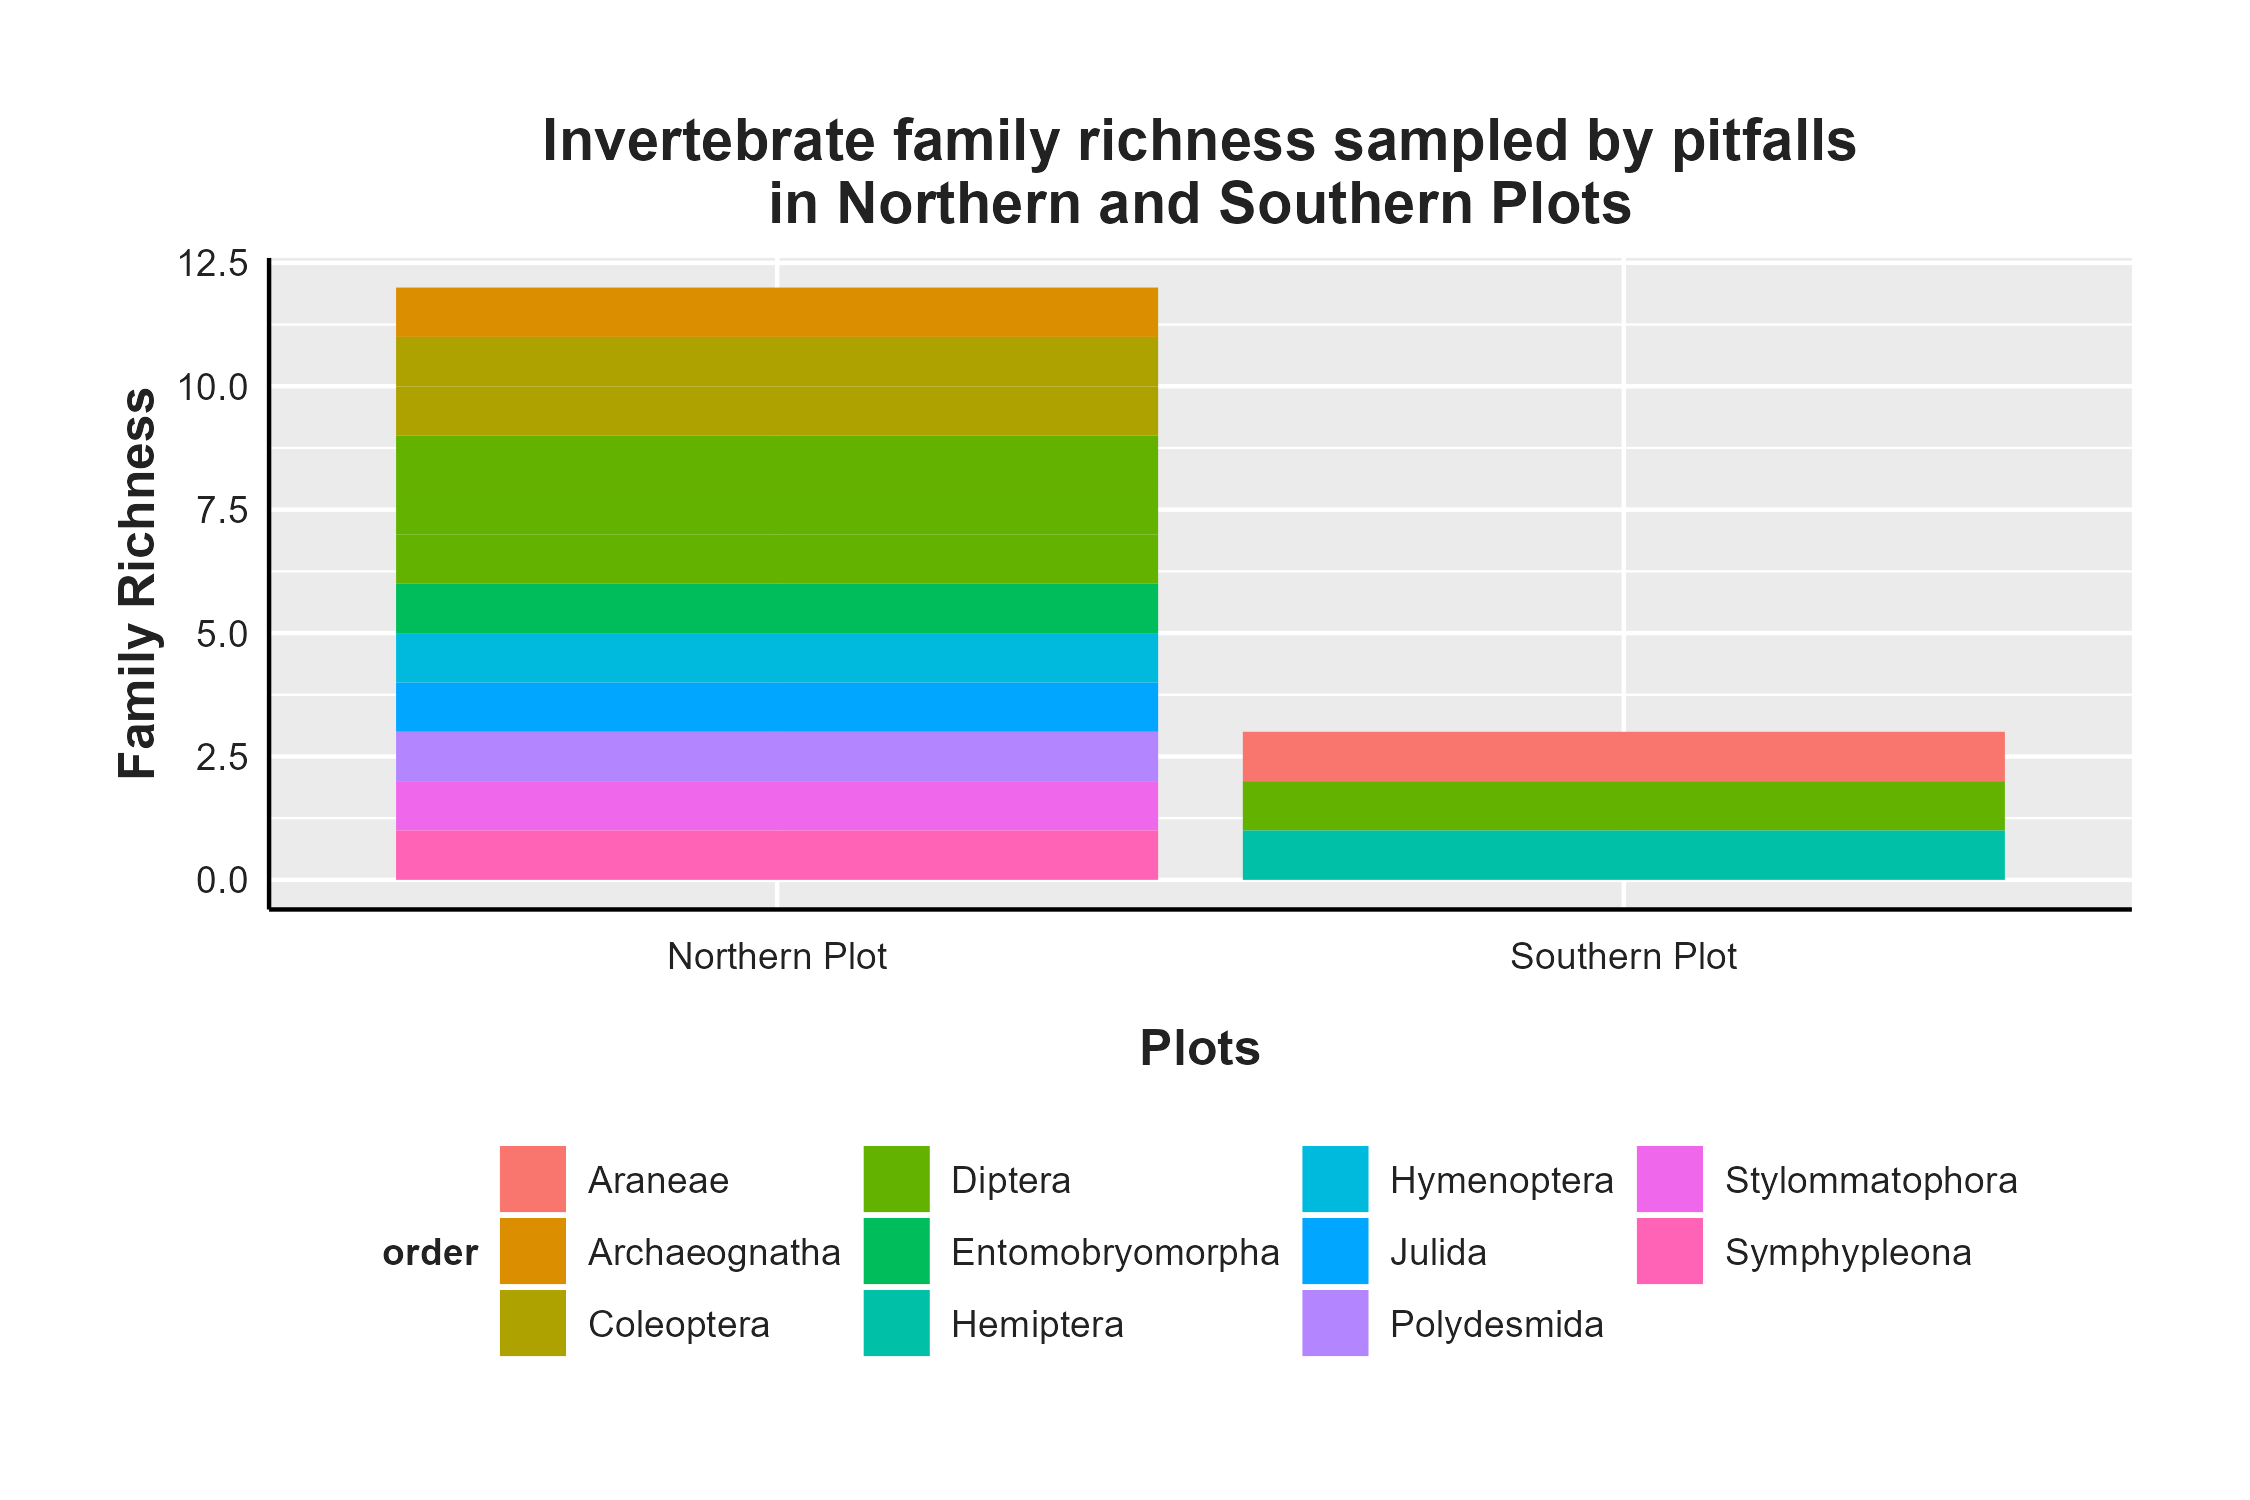 Invertebrate family richness sampled by pitfalls
in Northern and Southern Plots
Family Richness
12.5
10.0
7.5
5.0
2.5
0.0
Northern Plot
Southern Plot
Plots
order
Araneae
Archaeognatha
Coleoptera
Diptera
Entomobryomorpha
Hemiptera
Hymenoptera
Julida
Polydesmida
Stylommatophora
Symphypleona